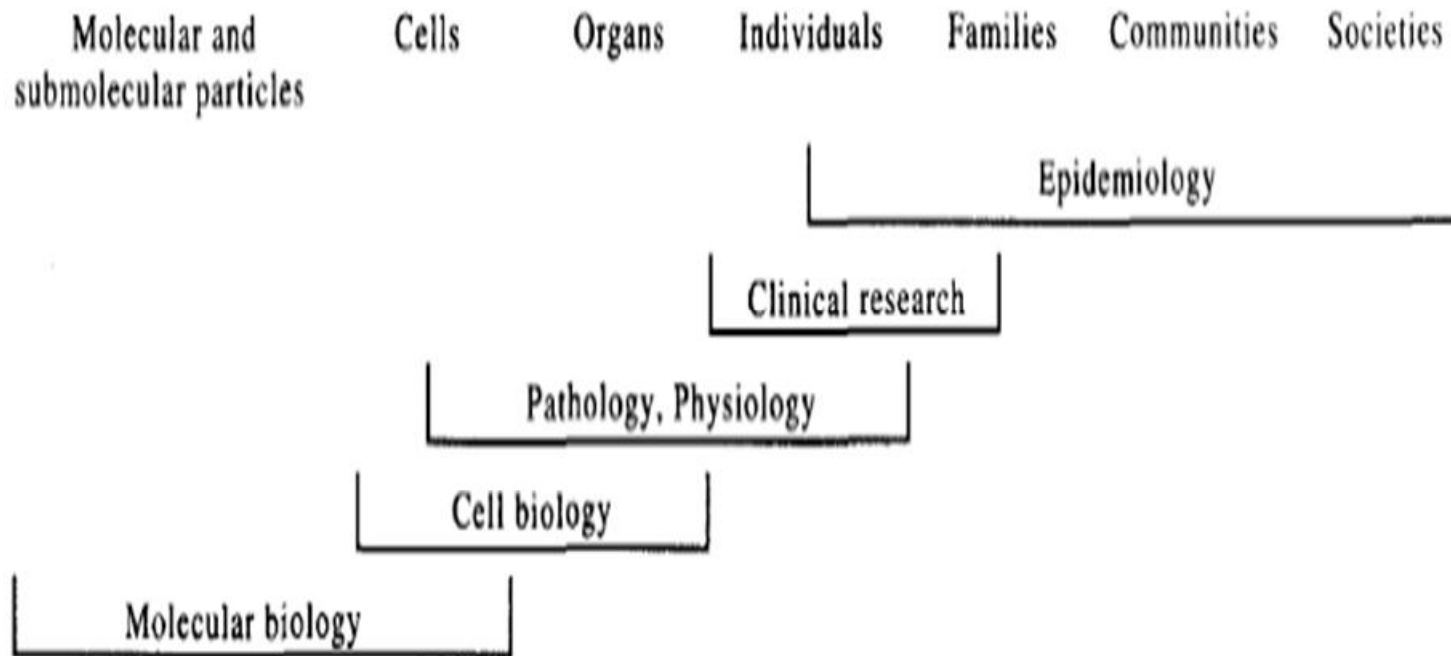 Molecular and Cells Organs Individuals Families Communities Societies
submolecular particles
Epidemiology
Clinical research
Pathology, Physiology
Cell biology
Molecular biology